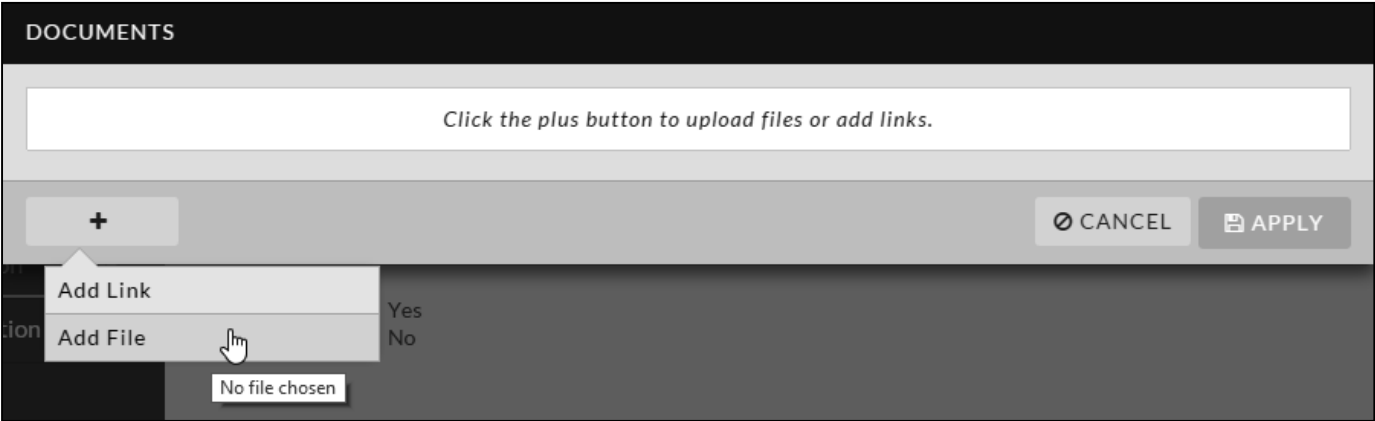 DOCUMENTS
Click the plus button to upload files or add links.
+
CANCEL
APPLY
Add Link
Add File
Yes
No
tion
No file chosen